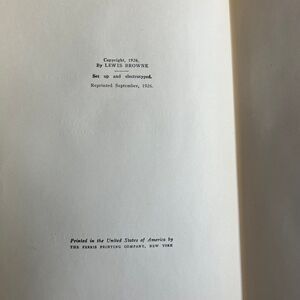 Copyright, 1926,
By LEWIS BROWNE
Set up and electrotyped.
Reprinted September, 1926.
Printed in the United States of America by
THE FERRIS PRINTING COMPANY, NEW YORK